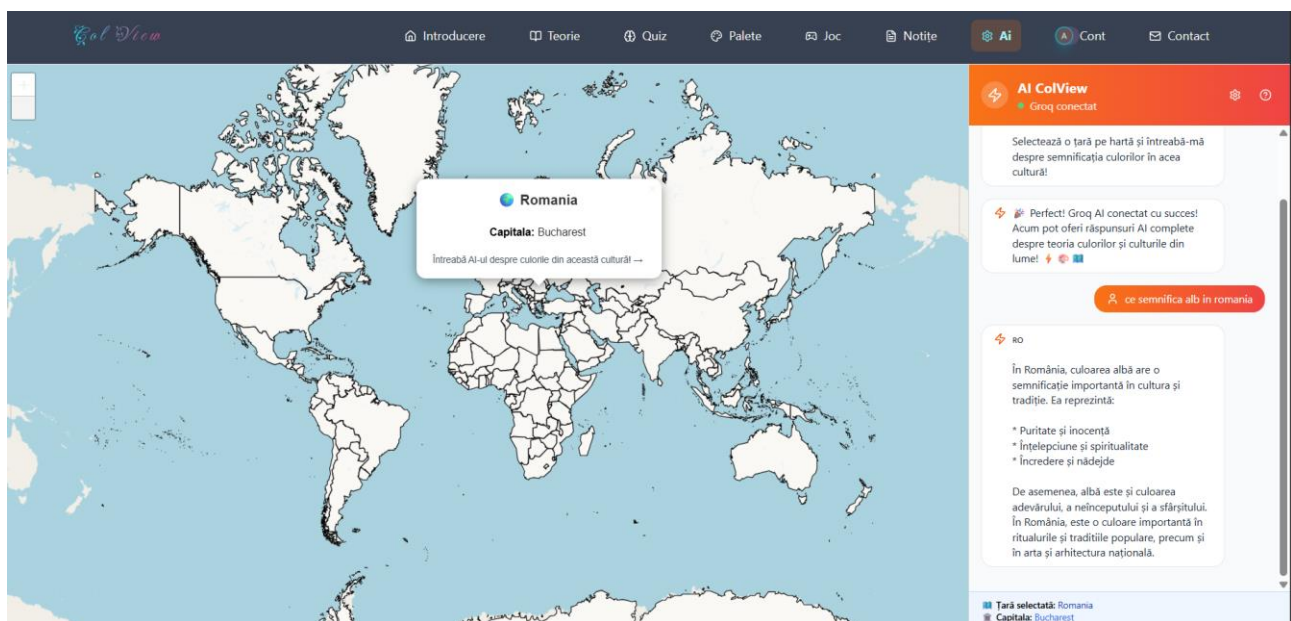 Col View
Introducere
Teorie
Quiz
Palete
Joc
Notițe
Ai
A
Cont
Contact
+
Romania
Capitala: Bucharest
Întreabă AI-ul despre culorile din această cultură! →
AI ColView
Groq conectat
Selectează o țară pe hartă și întreabă-mă
despre semnificația culorilor în acea
cultură!
Perfect! Groq AI conectat cu succes!
Acum pot oferi răspunsuri AI complete
despre teoria culorilor și culturile din
lume!
ce semnifica alb in romania
RO
În România, culoarea albă are o
semnificație importantă în cultura și
tradiție. Ea reprezintă:
* Puritate și inocență
* Înțelepciune și spiritualitate
* Încredere și nădejde
De asemenea, albă este și culoarea
adevărului, a neînceputului și a sfârșitului.
În România, este o culoare importantă în
ritualurile și traditiile populare, precum și
în arta și arhitectura națională.
Țară selectată: Romania
Capitala: Bucharest